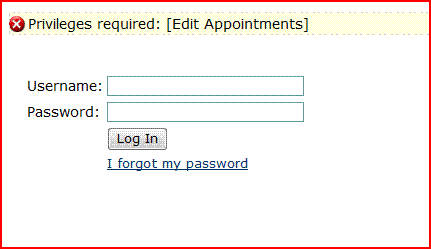 Privileges required: [Edit Appointments]
Username:
Password:
Log In
I forgot my password